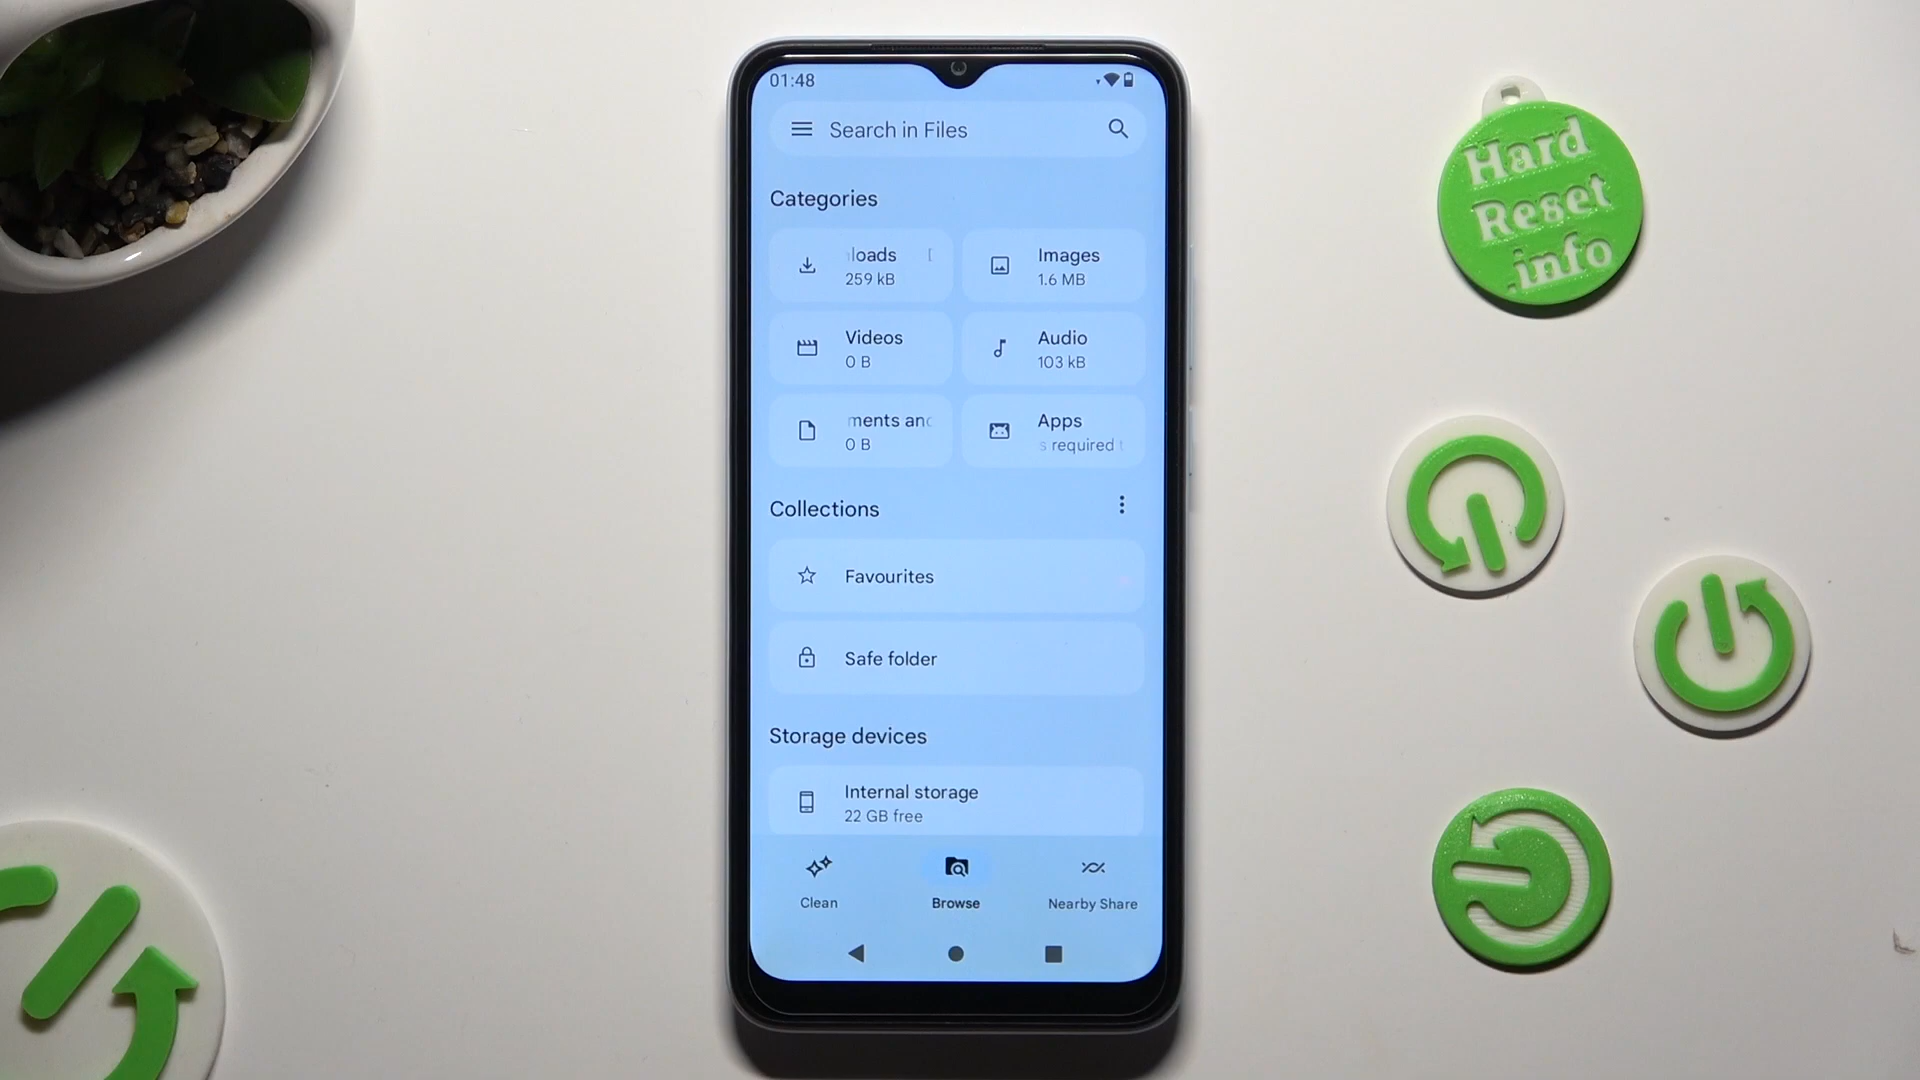 01:48
Search in Files
Categories
loads
259 kB
Images
1.6 MB
Videos
0 B
Audio
103 kB
ments and
0 B
Apps
s required
Collections
Favourites
Safe folder
Storage devices
Internal storage
22 GB free
Clean
Browse
Nearby Share
Hard
Reset
.info